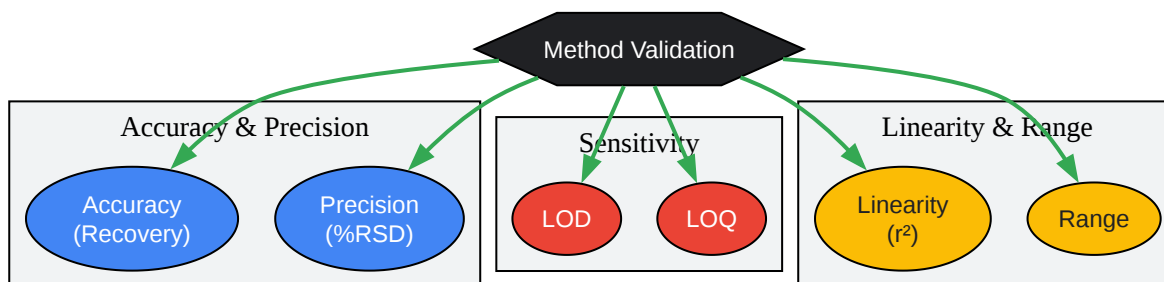 Method Validation
Accuracy & Precision
Sensitivity
Linearity & Range
Accuracy
(Recovery)
Precision
(%RSD)
LOD
LOQ
Linearity
(r²)
Range